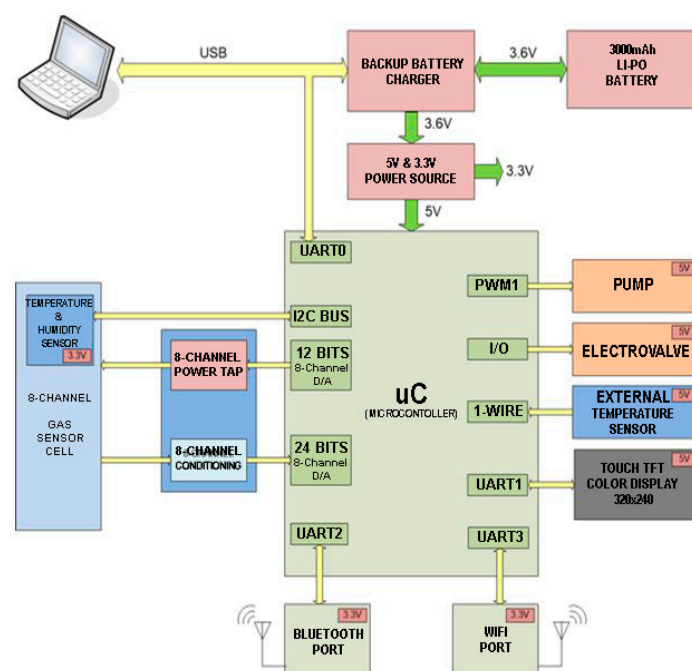 USB
BACKUP BATTERY
CHARGER
3.6V
3000mAh
LI-PO
BATTERY
3.6V
5V & 3.3V
POWER SOURCE
3.3V
5V
UART0
TEMPERATURE
&
HUMIDITY
SENSOR
3.3V
I2C BUS
8-CHANNEL
POWER TAP
12 BITS
8-Channel
D/A
8-CHANNEL
GAS
SENSOR
CELL
8-CHANNEL
CONDITIONING
24 BITS
8-Channel
D/A
UART2
uC
(MICROCONTOLLER)
PWM1
5V
PUMP
I/O
5V
ELECTROVALVE
1-WIRE
5V
EXTERNAL
TEMPERATURE
SENSOR
UART1
5V
TOUCH TFT
COLOR DISPLAY
320x240
UART3
3.3V
BLUETOOTH
PORT
3.3V
WIFI
PORT